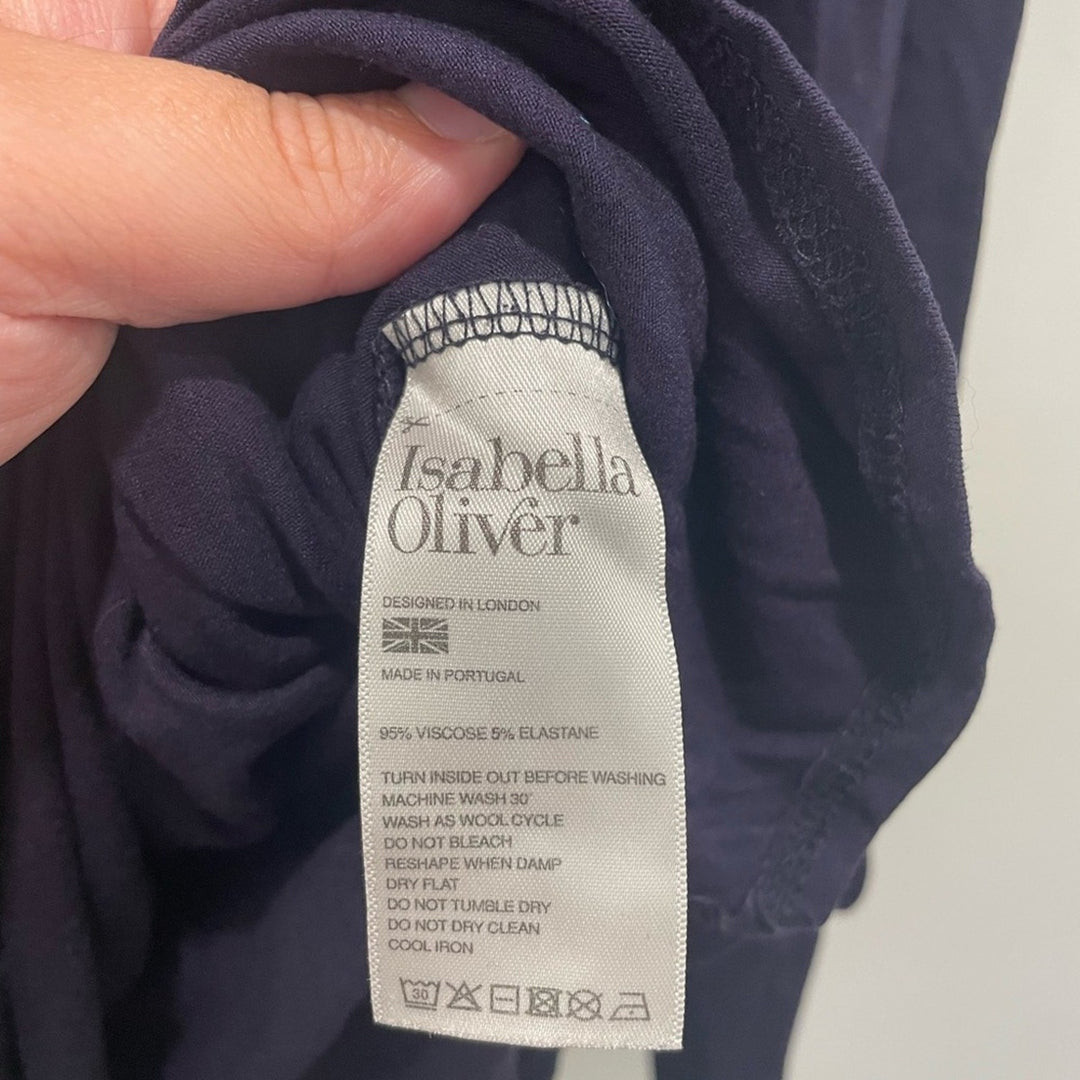 Isabella
Oliver
DESIGNED IN LONDON
MADE IN PORTUGAL
95% VISCOSE 5% ELASTANE
TURN INSIDE OUT BEFORE WASHING
MACHINE WASH 30°
WASH AS WOOL CYCLE
DO NOT BLEACH
RESHAPE WHEN DAMP
DRY FLAT
DO NOT TUMBLE DRY
DO NOT DRY CLEAN
COOL IRON
30